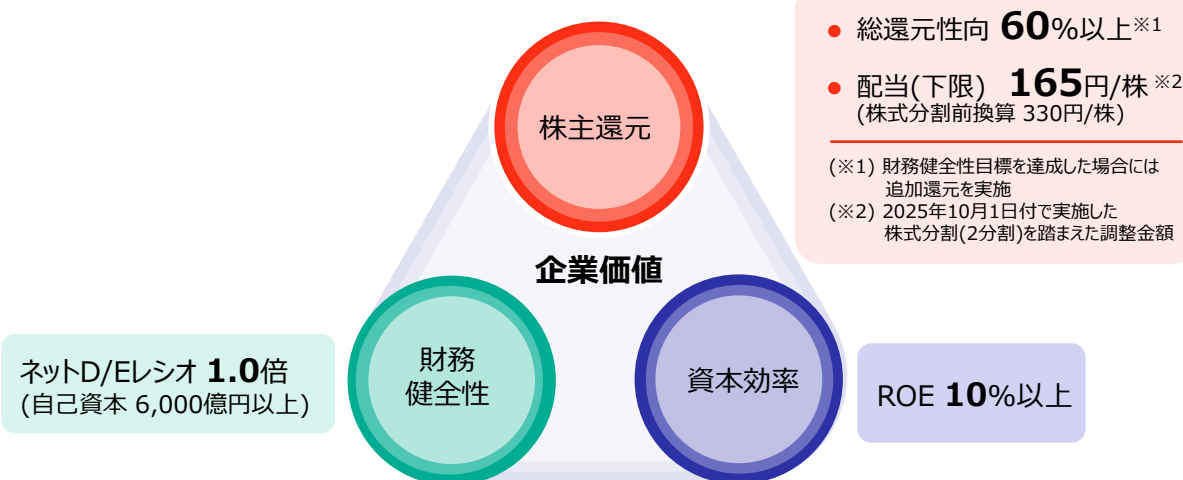 株主還元
● 総還元性向 60%以上※1
● 配当(下限) 165円/株※2
(株式分割前換算 330円/株)
(※1) 財務健全性目標を達成した場合には
追加還元を実施
(※2) 2025年10月1日付で実施した
株式分割(2分割)を踏まえた調整金額
企業価値
ネットD/Eレシオ 1.0倍
(自己資本 6,000億円以上)
財務
健全性
資本効率
ROE 10%以上